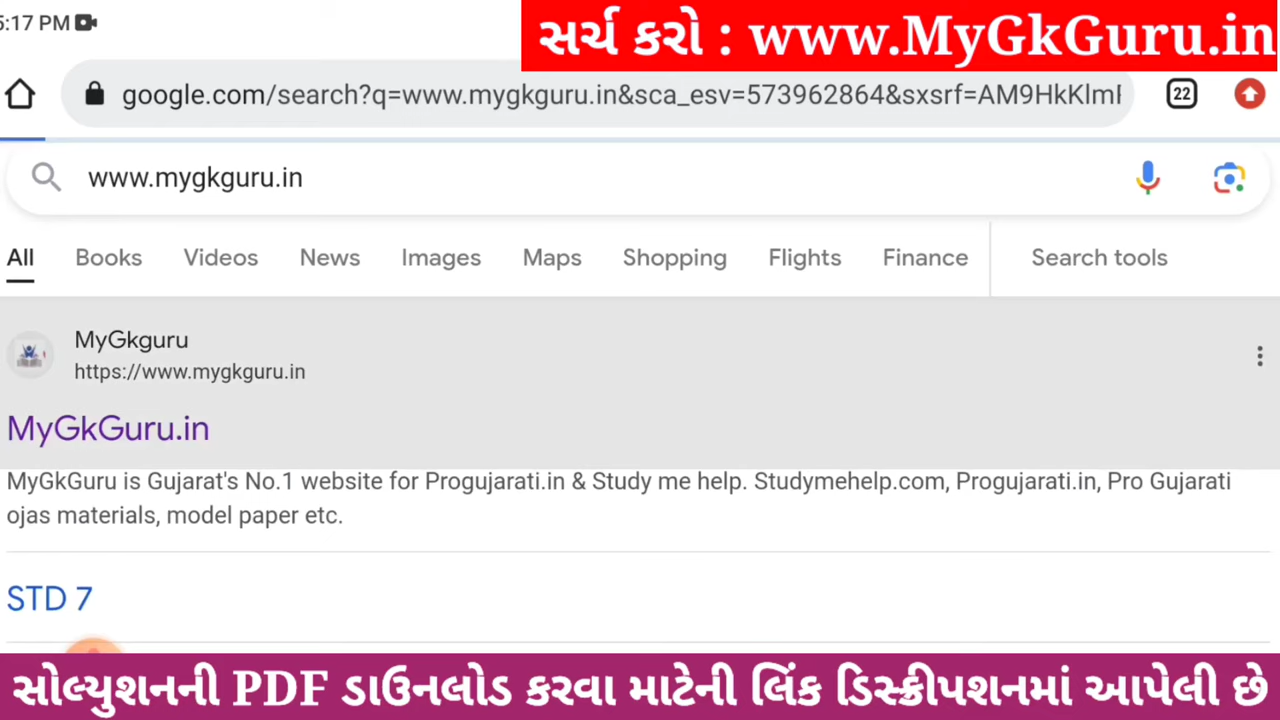 5:17 PM
સર્ચ કરો : www.MyGkGuru.in
google.com/search?q=www.mygkguru.in&sca_esv=573962864&sxsrf=AM9HkKlm
22
www.mygkguru.in
All Books Videos News Images Maps Shopping Flights Finance Search tools
MyGkguru
https://www.mygkguru.in
MyGkGuru.in
MyGkGuru is Gujarat's No.1 website for Progujarati.in & Study me help. Studymehelp.com, Progujarati.in, Pro Gujarati
ojas materials, model paper etc.
STD 7
સોલ્યુશનની PDF ડાઉનલોડ કરવા માટેની લિંક ડિસ્ક્રીપશનમાં આપેલી છે